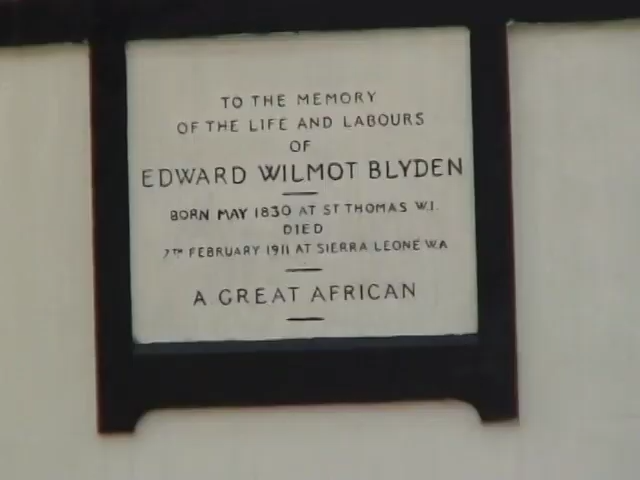 TO THE MEMORY
OF THE LIFE AND LABOURS
OF
EDWARD WILMOT BLYDEN
BORN MAY 1830 AT ST THOMAS W.I.
DIED
7TH FEBRUARY 1911 AT SIERRA LEONE W.A
A GREAT AFRICAN